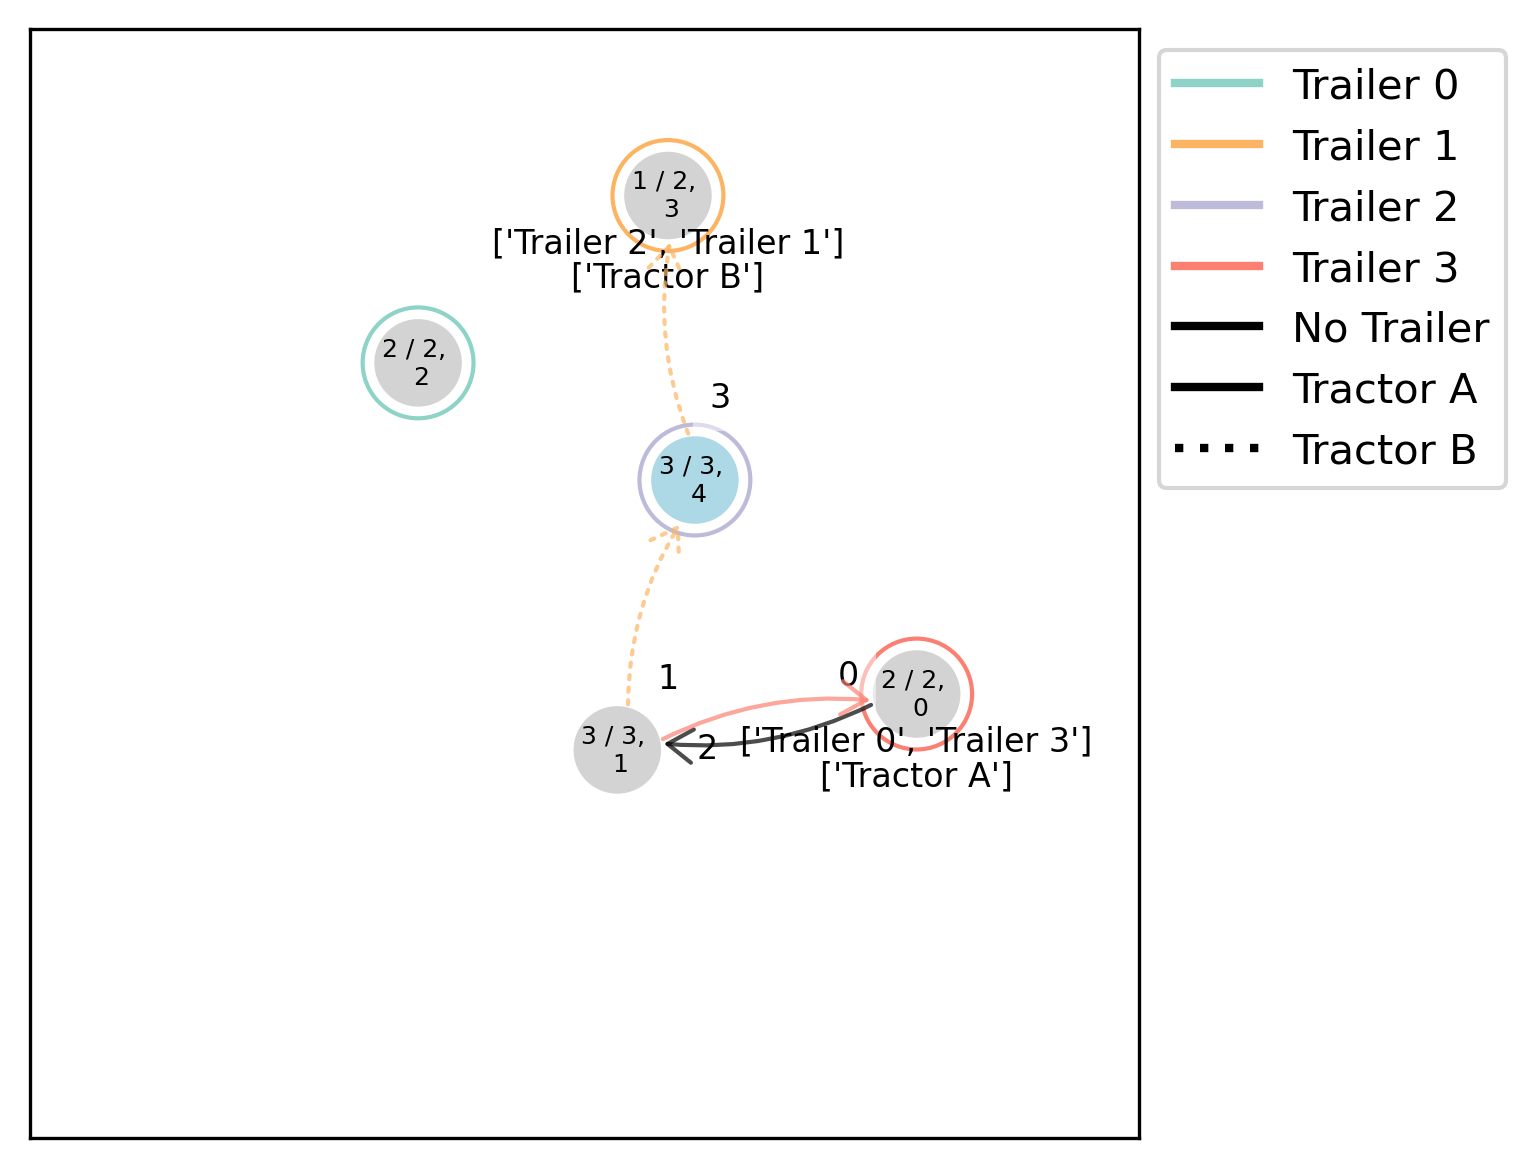 1 / 2,
3
['Trailer 2', 'Trailer 1']
['Tractor B']
2 / 2,
2
3
3 / 3,
4
1
0
2 / 2,
0
3 / 3,
1
2
['Trailer 0', 'Trailer 3']
['Tractor A']
Trailer 0
Trailer 1
Trailer 2
Trailer 3
No Trailer
Tractor A
Tractor B